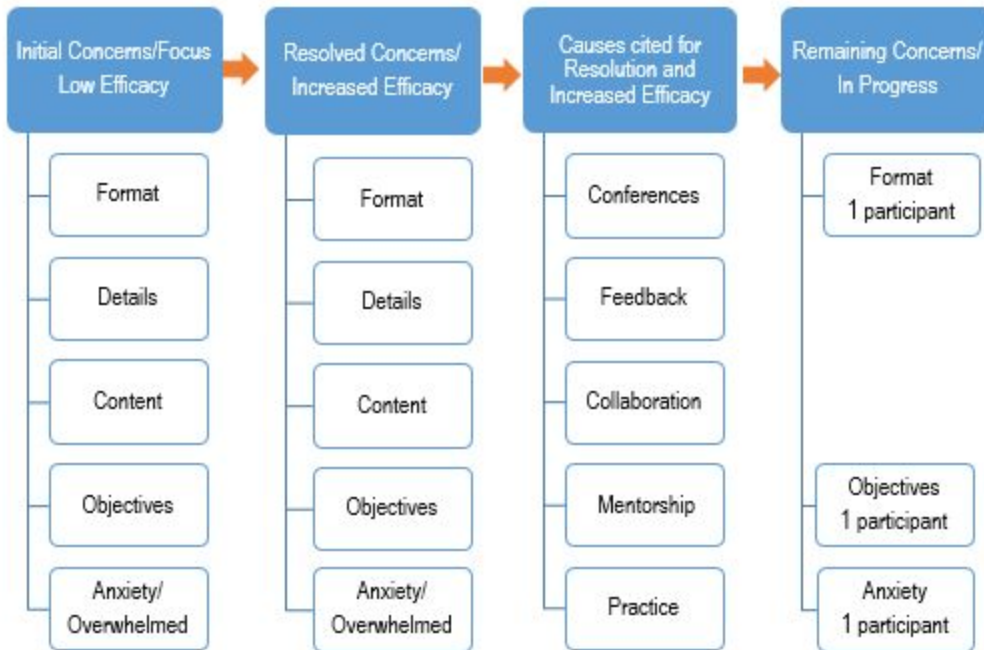 Initial Concerns/Focus
Low Efficacy
Format
Details
Content
Objectives
Anxiety/
Overwhelmed
Resolved Concerns/
Increased Efficacy
Format
Details
Content
Objectives
Anxiety/
Overwhelmed
Causes cited for
Resolution and
Increased Efficacy
Conferences
Feedback
Collaboration
Mentorship
Practice
Remaining Concerns/
In Progress
Format
1 participant
Objectives
1 participant
Anxiety
1 participant